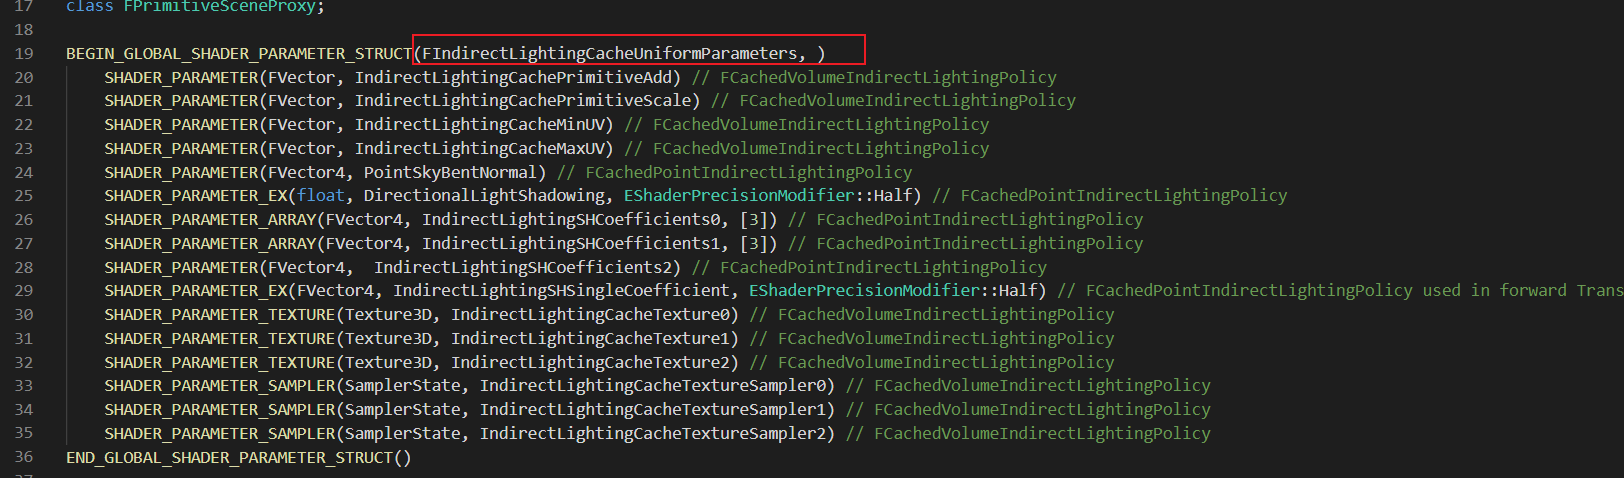 17 class FPrimitiveSceneProxy;
18
19 BEGIN_GLOBAL_SHADER_PARAMETER_STRUCT(FIndirectLightingCacheUniformParameters, )
20 SHADER_PARAMETER(FVector, IndirectLightingCachePrimitiveAdd) // FCachedVolumeIndirectLightingPolicy
21 SHADER_PARAMETER(FVector, IndirectLightingCachePrimitiveScale) // FCachedVolumeIndirectLightingPolicy
22 SHADER_PARAMETER(FVector, IndirectLightingCacheMinUV) // FCachedVolumeIndirectLightingPolicy
23 SHADER_PARAMETER(FVector, IndirectLightingCacheMaxUV) // FCachedVolumeIndirectLightingPolicy
24 SHADER_PARAMETER(FVector4, PointSkyBentNormal) // FCachedPointIndirectLightingPolicy
25 SHADER_PARAMETER_EX(float, DirectionalLightShadowing, EShaderPrecisionModifier::Half) // FCachedPointIndirectLightingPolicy
26 SHADER_PARAMETER_ARRAY(FVector4, IndirectLightingSHCoefficients0, [3]) // FCachedPointIndirectLightingPolicy
27 SHADER_PARAMETER_ARRAY(FVector4, IndirectLightingSHCoefficients1, [3]) // FCachedPointIndirectLightingPolicy
28 SHADER_PARAMETER(FVector4,  IndirectLightingSHCoefficients2) // FCachedPointIndirectLightingPolicy
29 SHADER_PARAMETER_EX(FVector4, IndirectLightingSHSingleCoefficient, EShaderPrecisionModifier::Half) // FCachedPointIndirectLightingPolicy used in forward Trans
30 SHADER_PARAMETER_TEXTURE(Texture3D, IndirectLightingCacheTexture0) // FCachedVolumeIndirectLightingPolicy
31 SHADER_PARAMETER_TEXTURE(Texture3D, IndirectLightingCacheTexture1) // FCachedVolumeIndirectLightingPolicy
32 SHADER_PARAMETER_TEXTURE(Texture3D, IndirectLightingCacheTexture2) // FCachedVolumeIndirectLightingPolicy
33 SHADER_PARAMETER_SAMPLER(SamplerState, IndirectLightingCacheTextureSampler0) // FCachedVolumeIndirectLightingPolicy
34 SHADER_PARAMETER_SAMPLER(SamplerState, IndirectLightingCacheTextureSampler1) // FCachedVolumeIndirectLightingPolicy
35 SHADER_PARAMETER_SAMPLER(SamplerState, IndirectLightingCacheTextureSampler2) // FCachedVolumeIndirectLightingPolicy
36 END_GLOBAL_SHADER_PARAMETER_STRUCT()